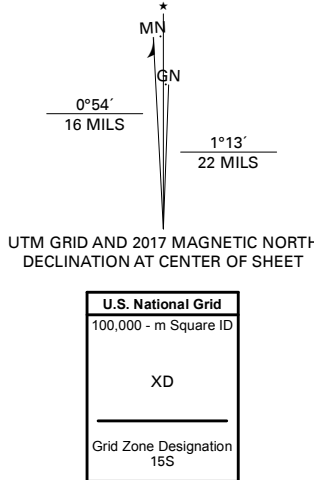 ★
MN
GN
0°54´
16 MILS
1°13´
22 MILS
UTM GRID AND 2017 MAGNETIC NORTH
DECLINATION AT CENTER OF SHEET
U.S. National Grid
100,000 - m Square ID
XD
Grid Zone Designation
15S